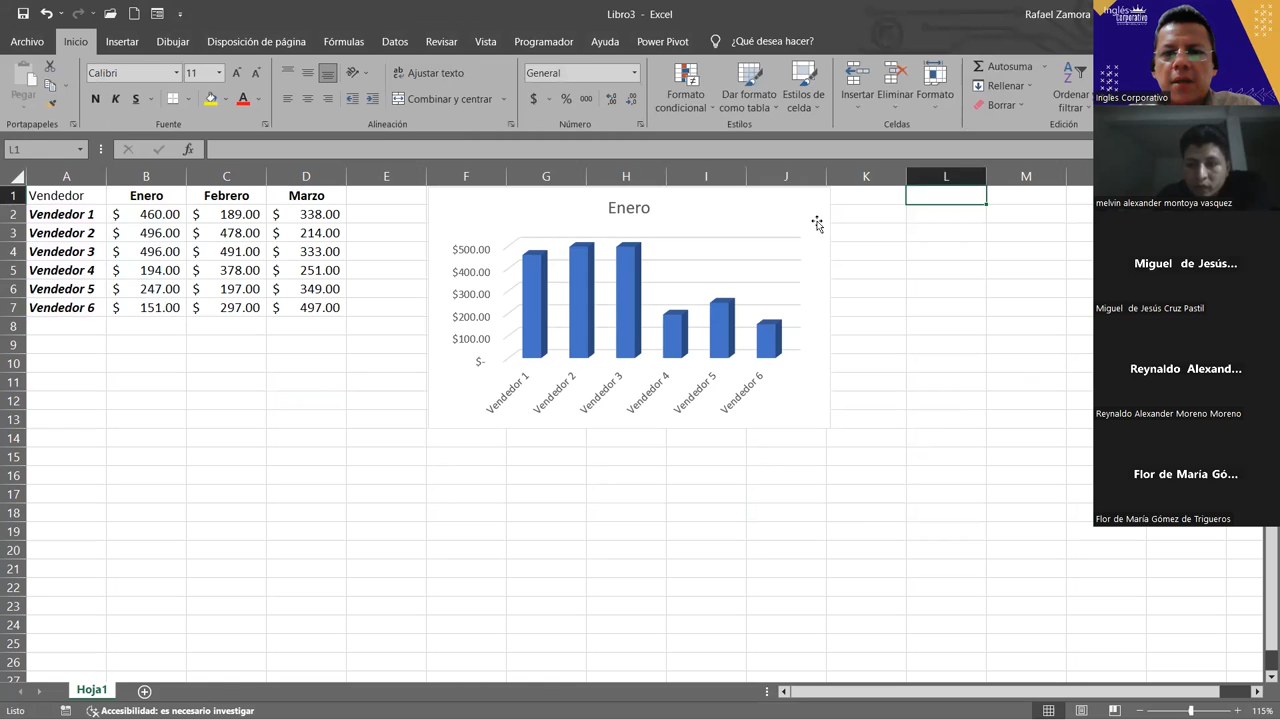 Libro3 - Excel
Rafael Zamora
Archivo Inicio Insertar Dibujar Disposición de página Fórmulas Datos Revisar Vista Programador Ayuda Power Pivot ¿Qué desea hacer?
Pegar
Calibri 11
N K S
Ajustar texto
Combinar y centrar
General
$ % 000
Formato condicional
Dar formato como tabla
Estilos de celda
Insertar Eliminar Formato
Autosuma
Rellenar
Borrar
Ordenar filtrar
Portapapeles Fuente Alineación Número Estilos Celdas Edición
L1
fx
A B C D E F G H I J K L M
1 Vendedor Enero Febrero Marzo
2 Vendedor 1 $ 460.00 $ 189.00 $ 338.00
3 Vendedor 2 $ 496.00 $ 478.00 $ 214.00
4 Vendedor 3 $ 496.00 $ 491.00 $ 333.00
5 Vendedor 4 $ 194.00 $ 378.00 $ 251.00
6 Vendedor 5 $ 247.00 $ 197.00 $ 349.00
7 Vendedor 6 $ 151.00 $ 297.00 $ 497.00
8
9
10
11
12
13
14
15
16
17
18
19
20
21
22
23
24
25
26
27
Enero
$500.00
$400.00
$300.00
$200.00
$100.00
$-
Vendedor 1
Vendedor 2
Vendedor 3
Vendedor 4
Vendedor 5
Vendedor 6
Inglés
Corporativo
Ingles Corporativo
melvin alexander montoya vasquez
Miguel de Jesús...
Miguel de Jesús Cruz Pastil
Reynaldo Alexand...
Reynaldo Alexander Moreno Moreno
Flor de María Gó...
Flor de María Gómez de Trigueros
Hoja1
Listo
Accesibilidad: es necesario investigar
115%